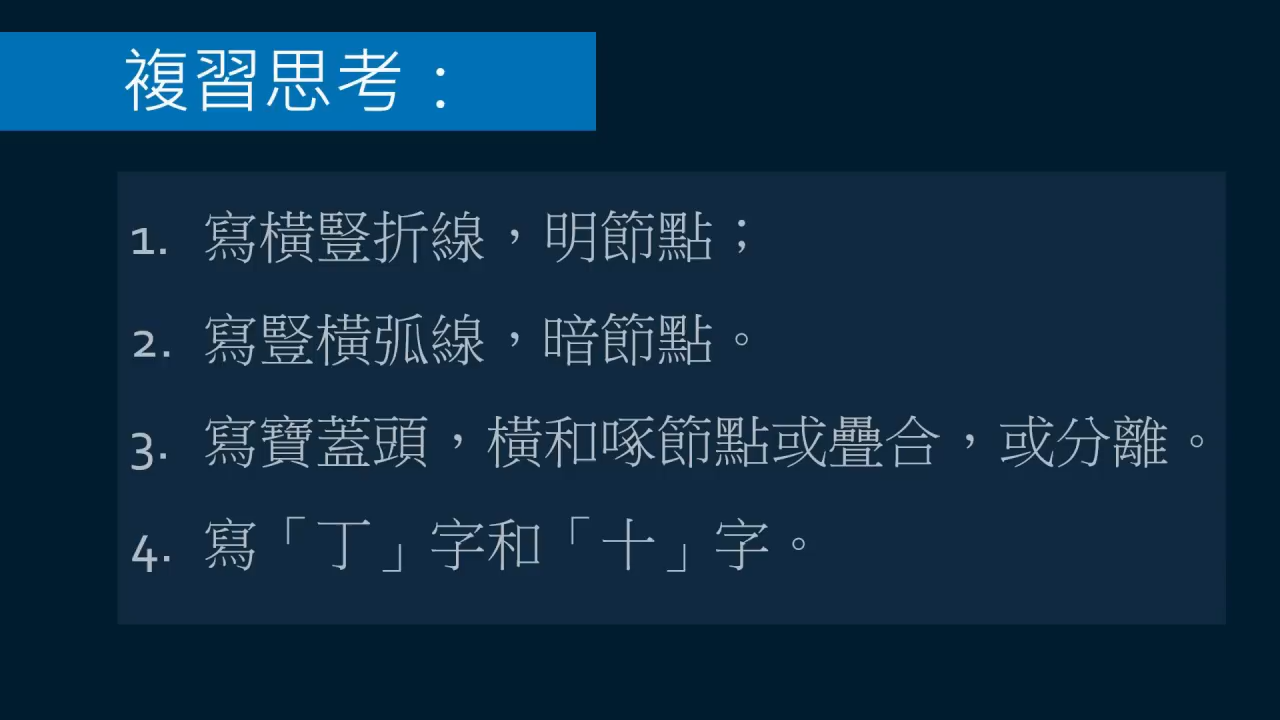 複習思考：
1. 寫橫豎折線，明節點；
2. 寫豎橫弧線，暗節點。
3. 寫寶蓋頭，橫和啄節點或疊合，或分離。
4. 寫「丁」字和「十」字。